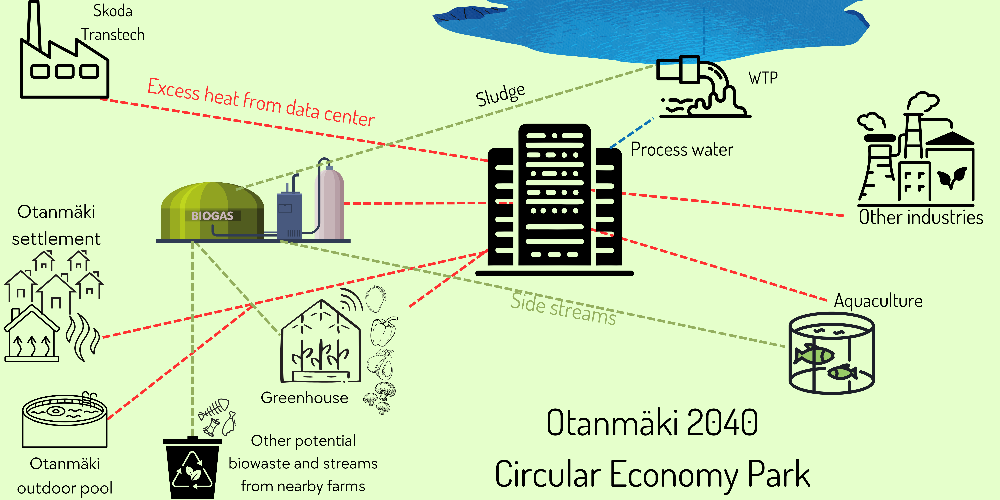 Skoda
Transtech
Excess heat from data center
Sludge
WTP
Process water
Other industries
BIOGAS
Otanmäki
settlement
Aquaculture
Side streams
Greenhouse
Otanmäki
outdoor pool
Other potential
biowaste and streams
from nearby farms
Otanmäki 2040
Circular Economy Park